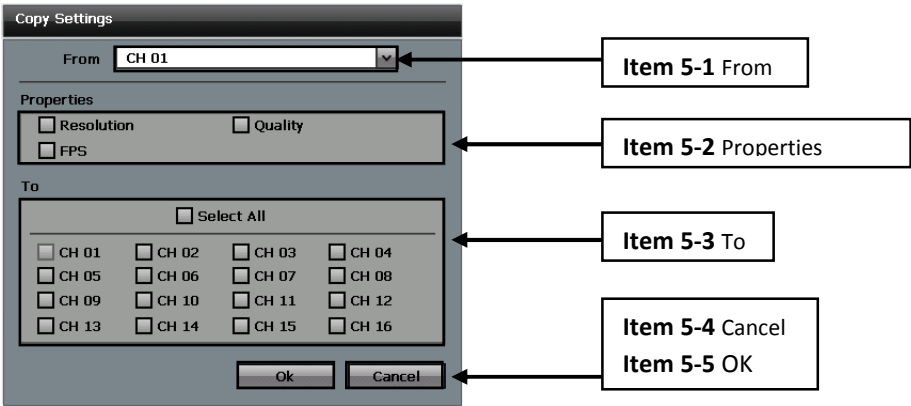 Copy Settings
From CH 01
Item 5-1 From
Properties
Resolution Quality
FPS
Item 5-2 Properties
To
Select All
CH 01 CH 02 CH 03 CH 04
CH 05 CH 06 CH 07 CH 08
CH 09 CH 10 CH 11 CH 12
CH 13 CH 14 CH 15 CH 16
Item 5-3 To
Ok Cancel
Item 5-4 Cancel
Item 5-5 OK